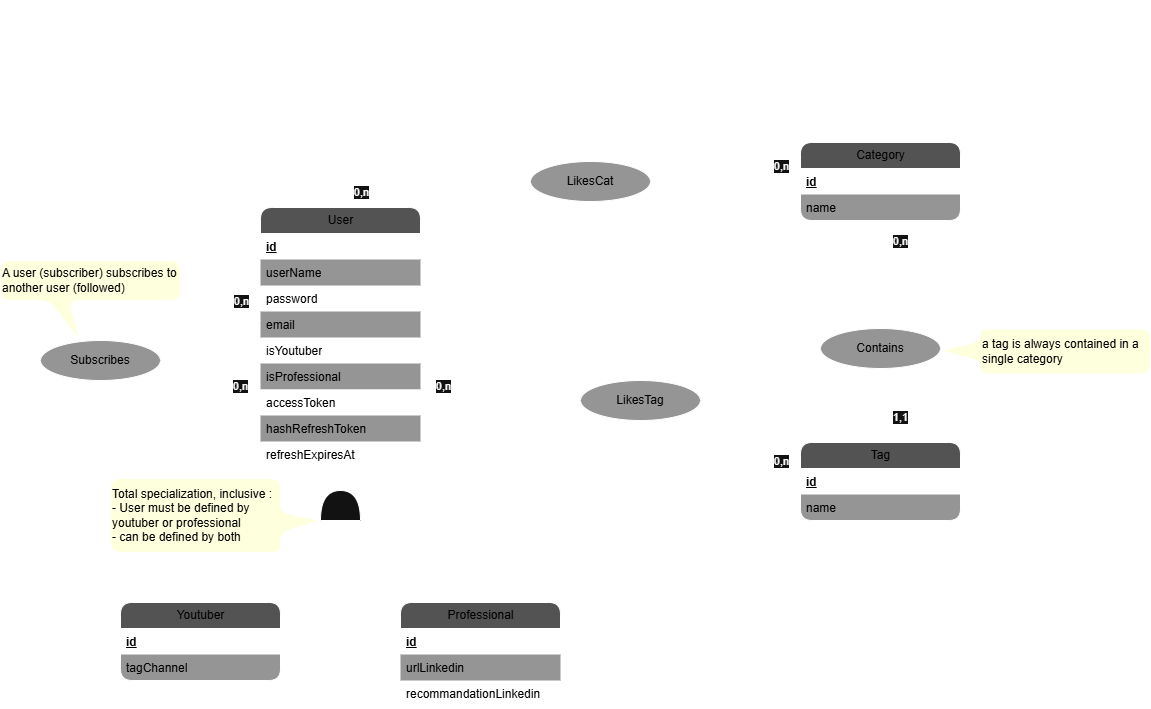 LikesCat
0,n
Category
id
name
0,n
0,n
User
id
userName
password
email
isYoutuber
isProfessional
accessToken
hashRefreshToken
refreshExpiresAt
A user (subscriber) subscribes to
another user (followed)
0,n
Subscribes
0,n
0,n
LikesTag
Contains
a tag is always contained in a
single category
1,1
0,n
Tag
id
name
Total specialization, inclusive :
- User must be defined by
youtuber or professional
- can be defined by both
Youtuber
id
tagChannel
Professional
id
urlLinkedin
recommandationLinkedin